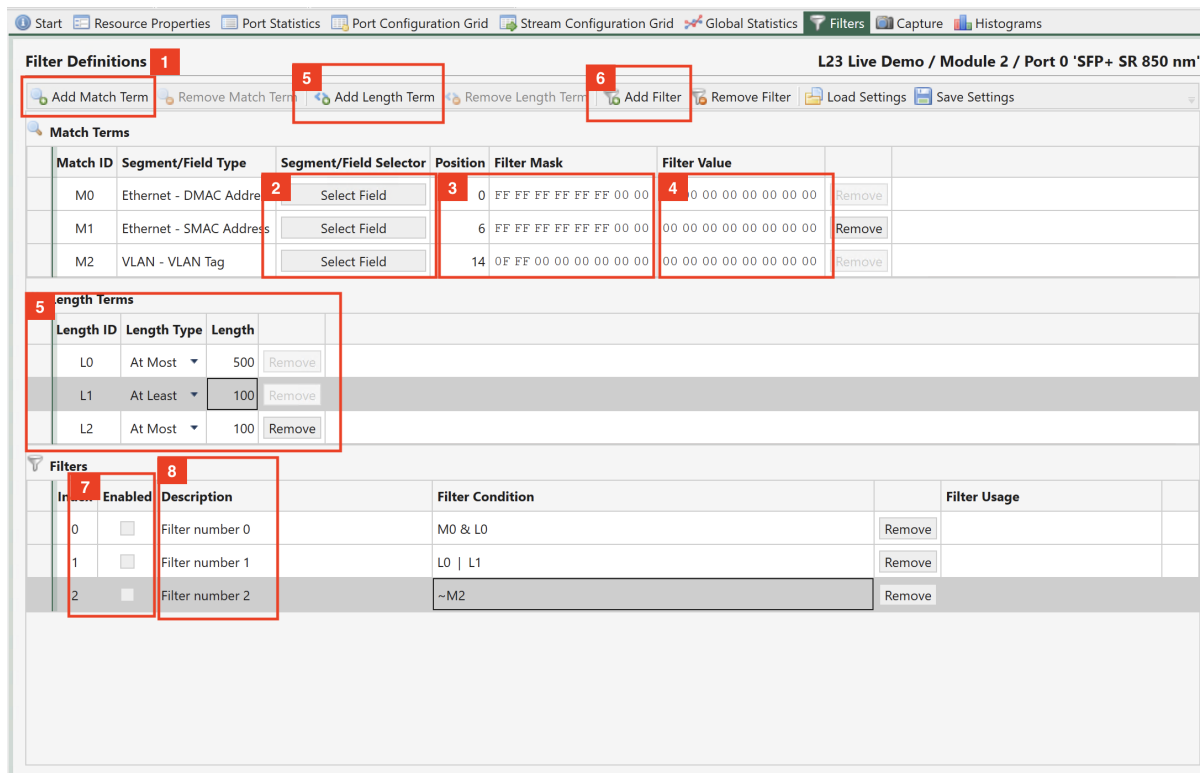 Start Resource Properties Port Statistics Port Configuration Grid Stream Configuration Grid Global Statistics Filters Capture Histograms
Filter Definitions 1 L23 Live Demo / Module 2 / Port 0 'SFP+ SR 850 nm'
5 6
Add Match Term Remove Match Term Add Length Term Remove Length Term Add Filter Remove Filter Load Settings Save Settings
Match Terms
Match ID Segment/Field Type Segment/Field Selector Position Filter Mask Filter Value
2 3 4
M0 Ethernet - DMAC Addre Select Field 0 FF FF FF FF FF FF 00 00 00 00 00 00 00 00 00 Remove
M1 Ethernet - SMAC Address Select Field 6 FF FF FF FF FF FF 00 00 00 00 00 00 00 00 00 00 Remove
M2 VLAN - VLAN Tag Select Field 14 0F FF 00 00 00 00 00 00 00 00 00 00 00 00 00 00 Remove
5 ength Terms
Length ID Length Type Length
L0 At Most 500 Remove
L1 At Least 100 Remove
L2 At Most 100 Remove
Filters
7 8
Index Enabled Description Filter Condition Filter Usage
0 Filter number 0 M0 & L0 Remove
1 Filter number 1 L0 | L1 Remove
2 Filter number 2 ~M2 Remove